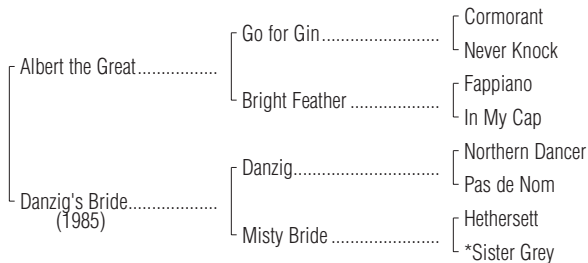 Cormorant
Go for Gin........................
Never Knock
Albert the Great................
Fappiano
Bright Feather ..................
In My Cap
Northern Dancer
Danzig.............................
Pas de Nom
Danzig's Bride.................
(1985)
Hethersett
Misty Bride ......................
*Sister Grey